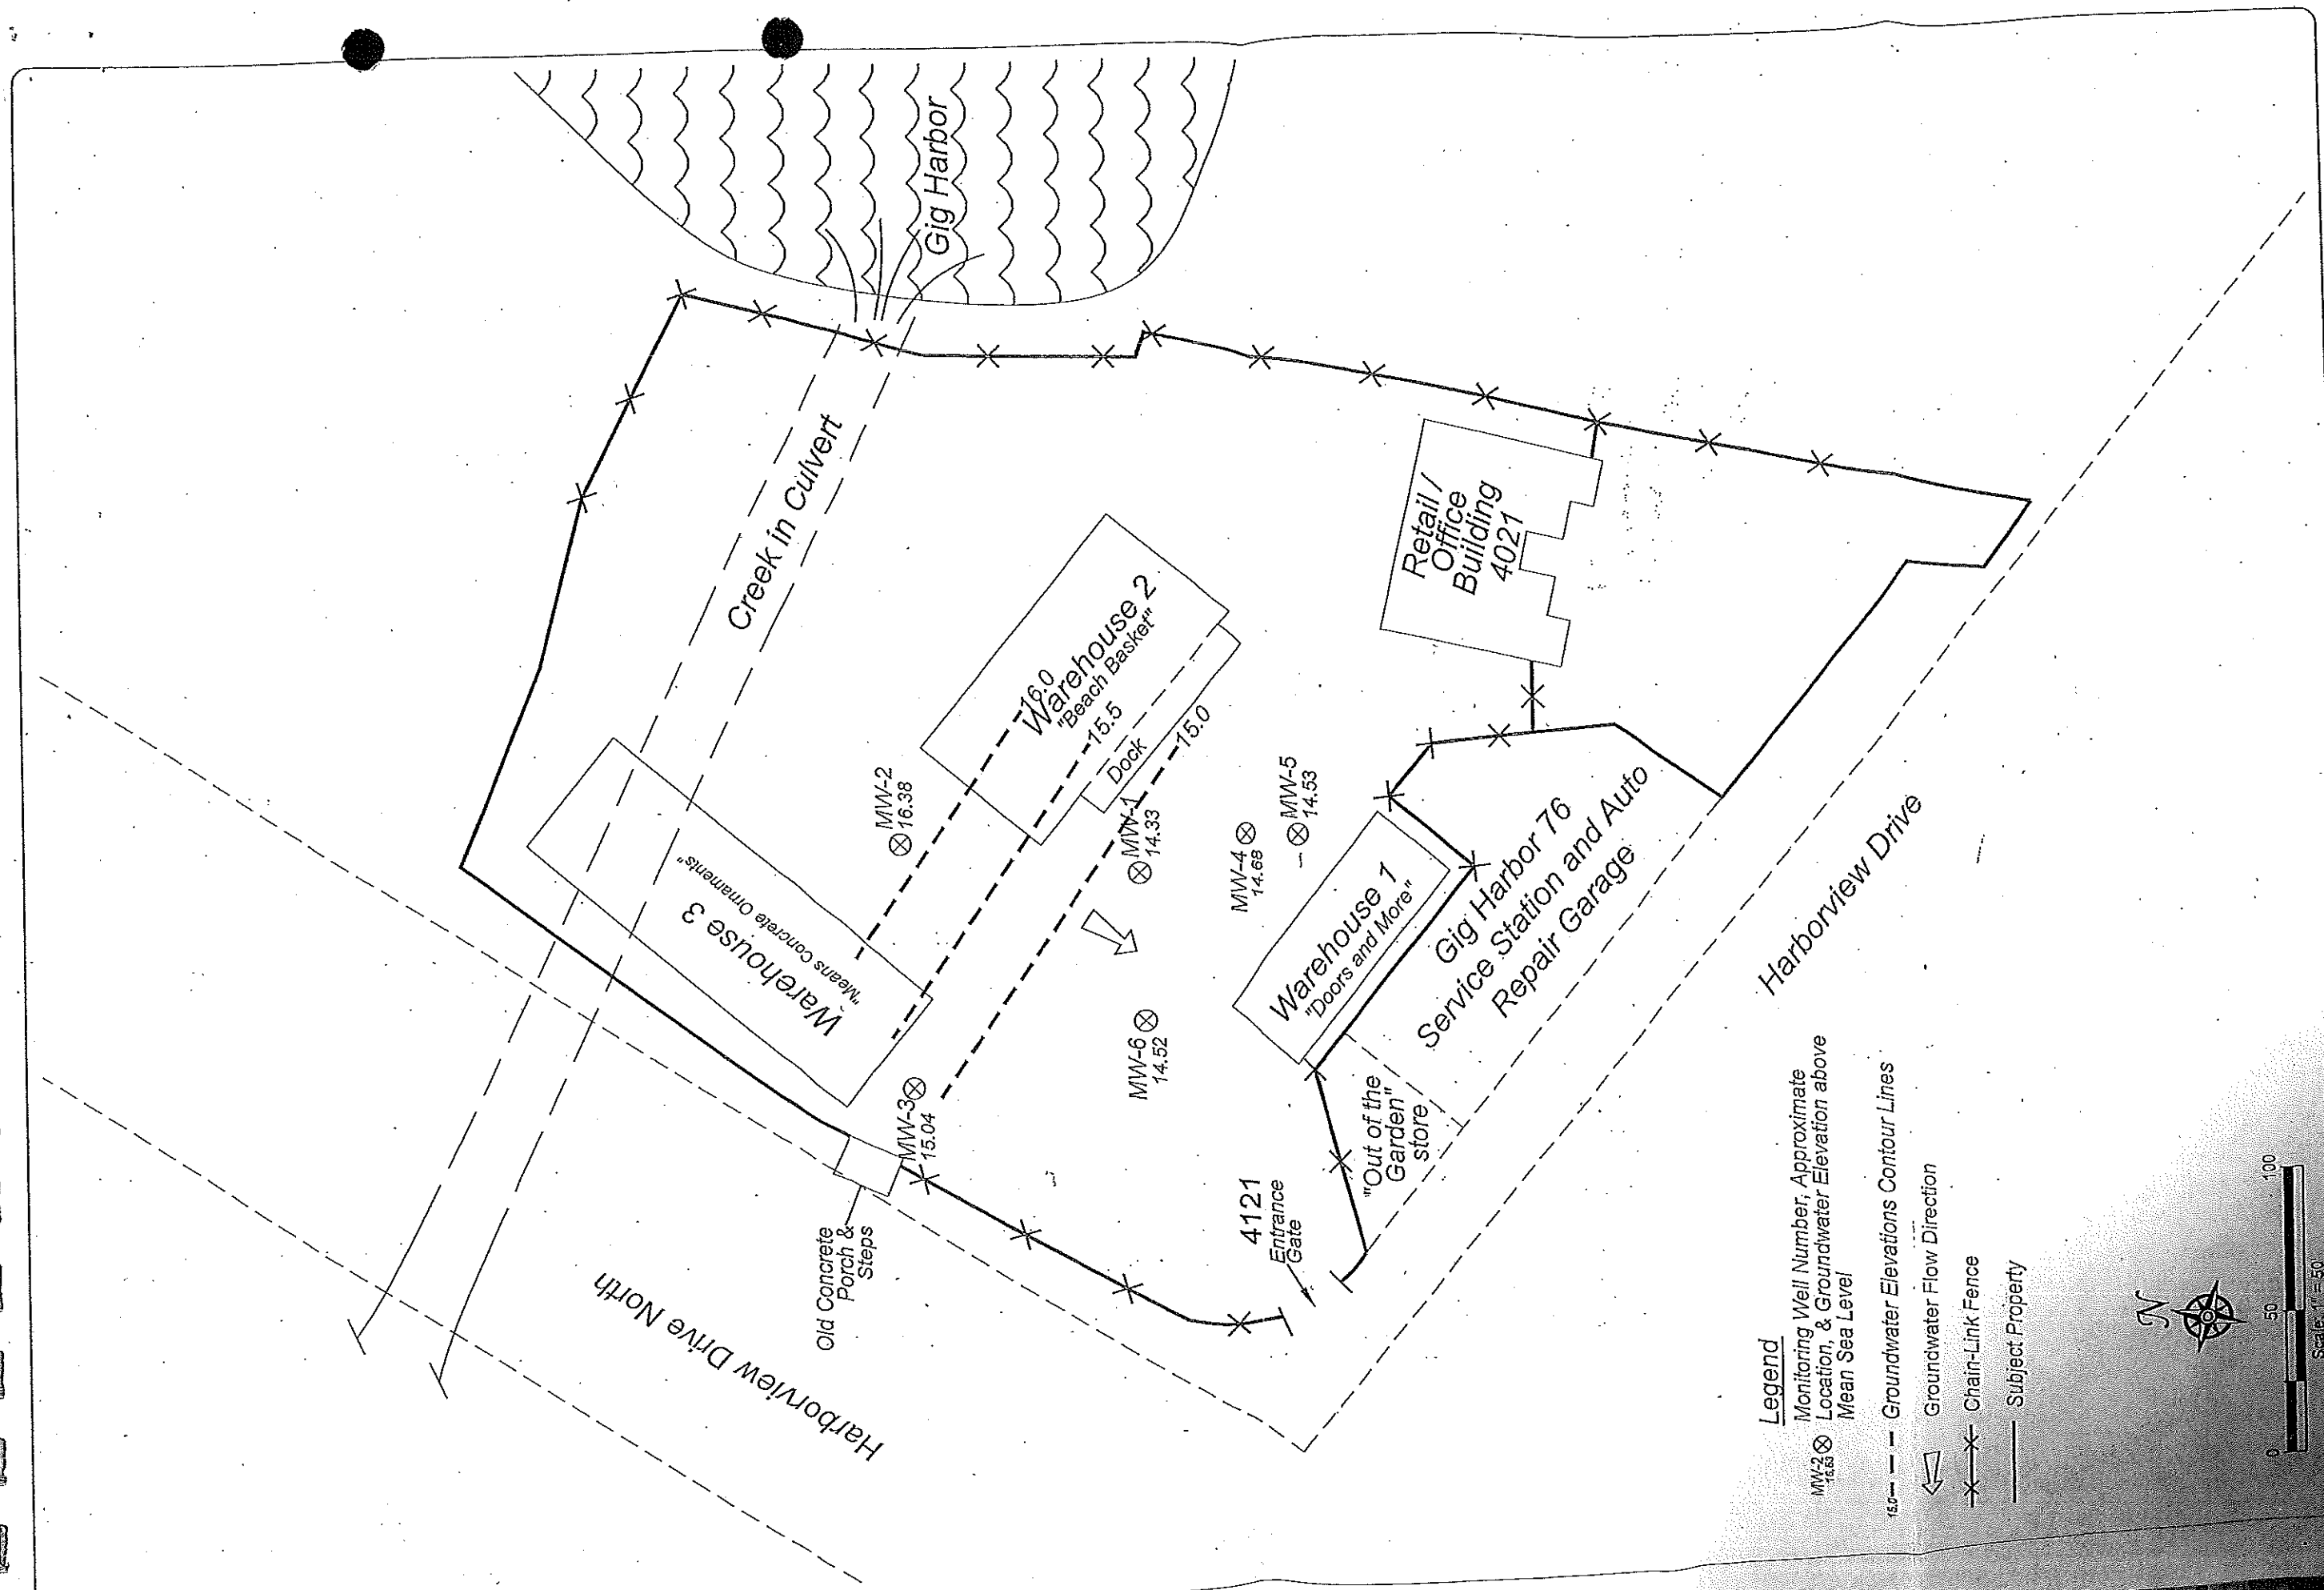 Gig Harbor
Creek in Culvert
Retail /
Office
Building
4021
16.0
Warehouse 2
"Beach Basket"
15.5
Dock
15.0
MW-2
16.38
MW-1
14.33
MW-4
14.68
MW-5
14.53
Warehouse 3
"Means Concrete Ornaments"
MW-3
15.04
MW-6
14.52
Warehouse 1
"Doors and More"
Gig Harbor 76
Service Station and Auto
Repair Garage
"Out of the
Garden"
store
4121
Entrance
Gate
Old Concrete
Porch &
Steps
Harborview Drive North
Harborview Drive
Legend
MW-2 Monitoring Well Number, Approximate
Location, & Groundwater Elevation above
Mean Sea Level
15.0 Groundwater Elevations Contour Lines
Groundwater Flow Direction
Chain-Link Fence
Subject Property
N
0 50 100